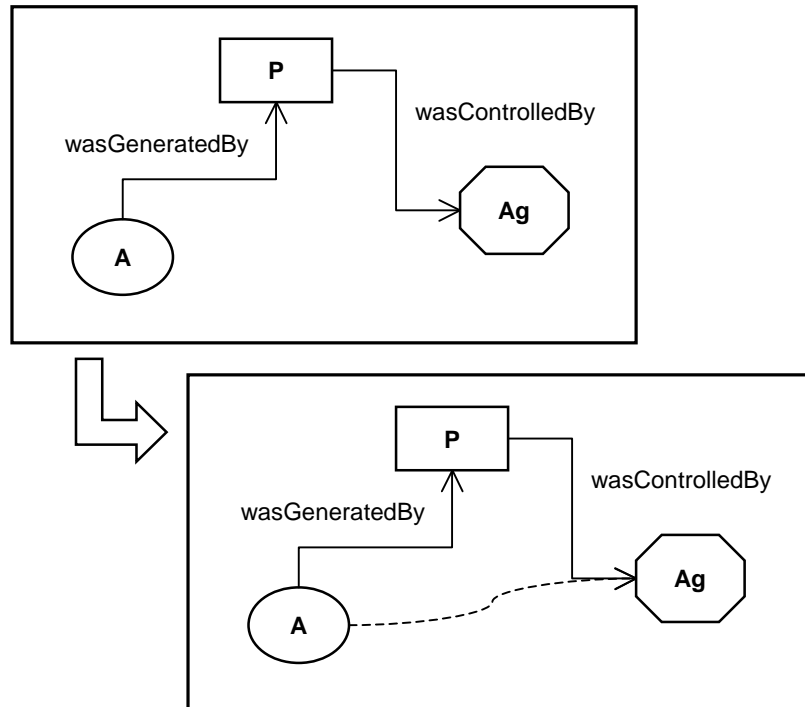 P
wasControlledBy
wasGeneratedBy
Ag
A
P
wasControlledBy
wasGeneratedBy
Ag
A